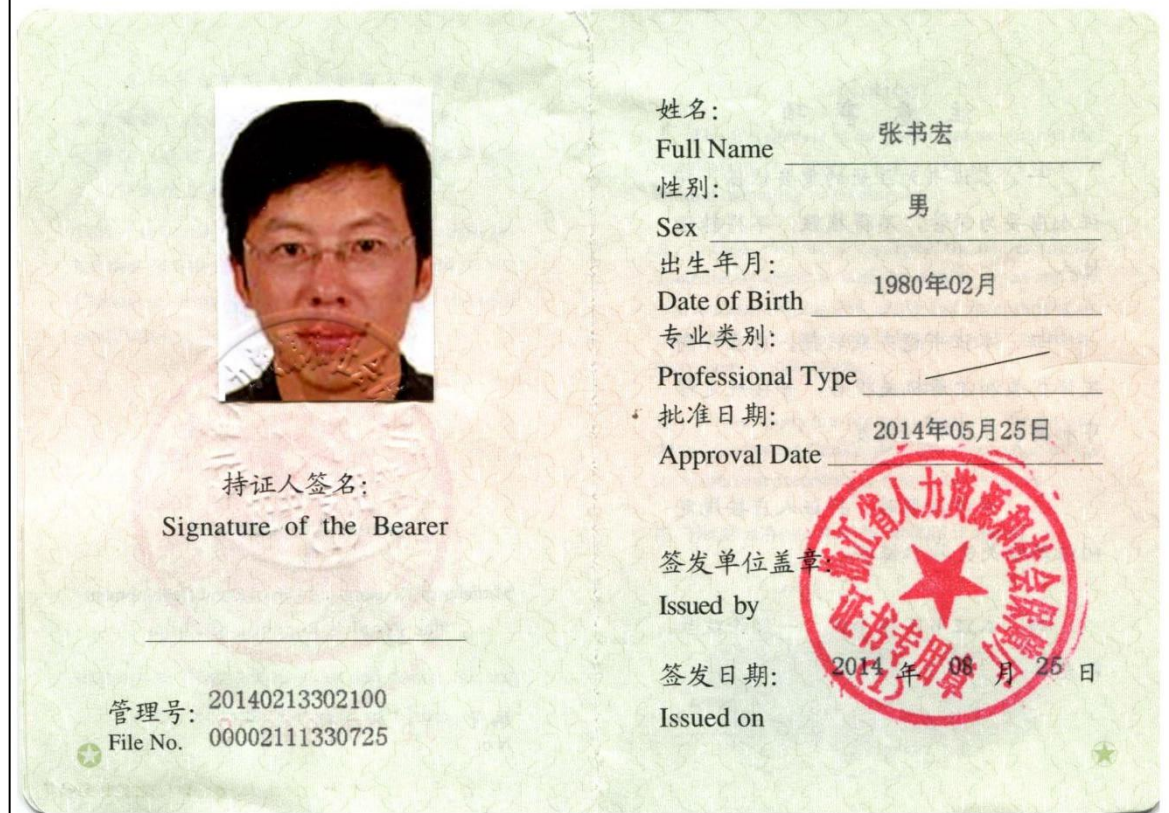 持证人签名:
Signature of the Bearer
管理号: 20140213302100
File No. 00002111330725
姓名:
Full Name 张书宏
性别:
Sex 男
出生年月:
Date of Birth 1980年02月
专业类别:
Professional Type
批准日期:
Approval Date 2014年05月25日
签发单位盖章:
Issued by
浙江省人力资源和社会保障厅
证书专用章
(1)
签发日期: 2014 年 08 月 25 日
Issued on